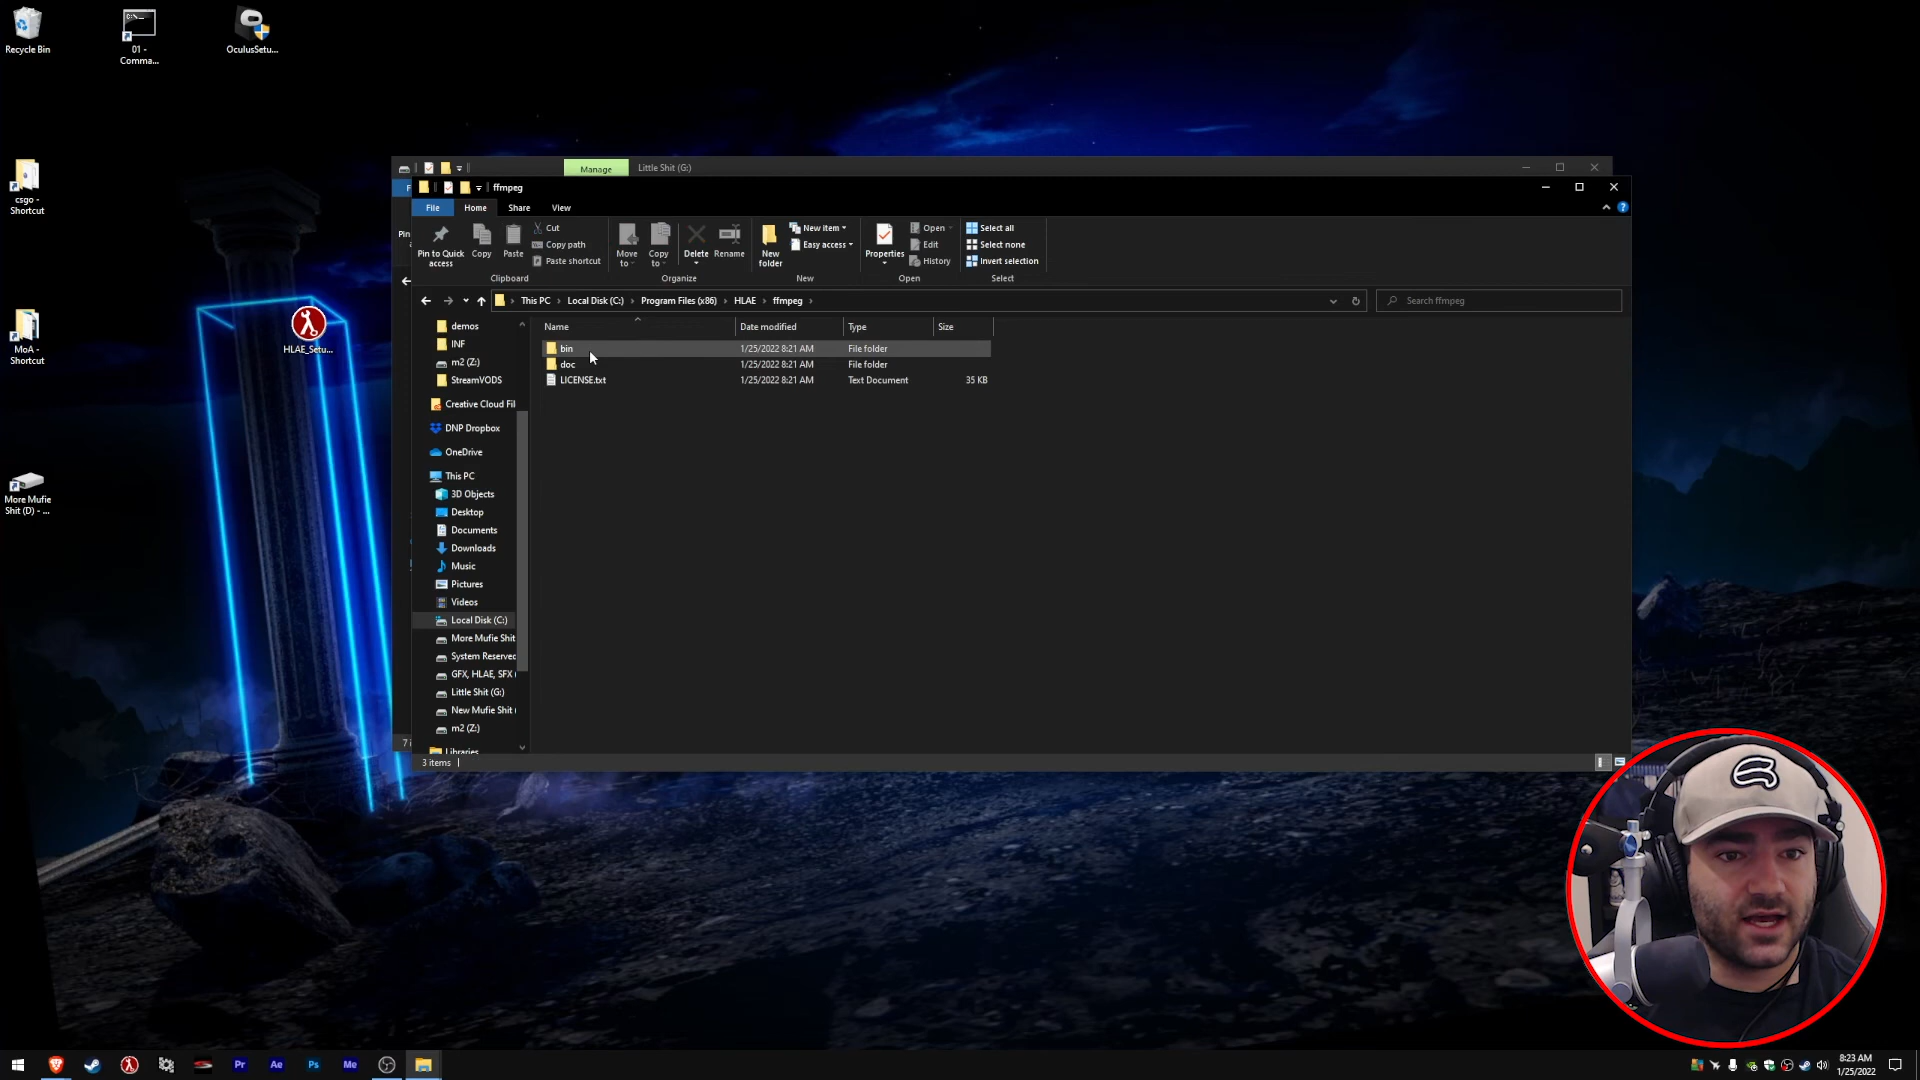 Recycle Bin
01 -
Comma...
OculusSetu...
csgo -
Shortcut
HLAE_Setu...
MoA -
Shortcut
More Mufie
Shit (D) - ...
Manage
Little Shit (G:)
ffmpeg
File
Home
Share
View
Pin to Quick
access
Copy
Paste
Cut
Copy path
Paste shortcut
Clipboard
Move
to
Copy
to
Delete
Rename
Organize
New
folder
New item
Easy access
New
Properties
Open
Edit
History
Open
Select all
Select none
Invert selection
Select
This PC > Local Disk (C:) > Program Files (x86) > HLAE > ffmpeg >
Search ffmpeg
Name
Date modified
Type
Size
bin 1/25/2022 8:21 AM File folder
doc 1/25/2022 8:21 AM File folder
LICENSE.txt 1/25/2022 8:21 AM Text Document 35 KB
demos
INF
m2 (Z:)
StreamVODS
Creative Cloud Fil
DNP Dropbox
OneDrive
This PC
3D Objects
Desktop
Documents
Downloads
Music
Pictures
Videos
Local Disk (C:)
More Mufie Shit
System Reserved
GFX, HLAE, SFX (
Little Shit (G:)
New Mufie Shit (
m2 (Z:)
Libraries
3 items
Pr
Ae
Ps
Me
8:23 AM
1/25/2022